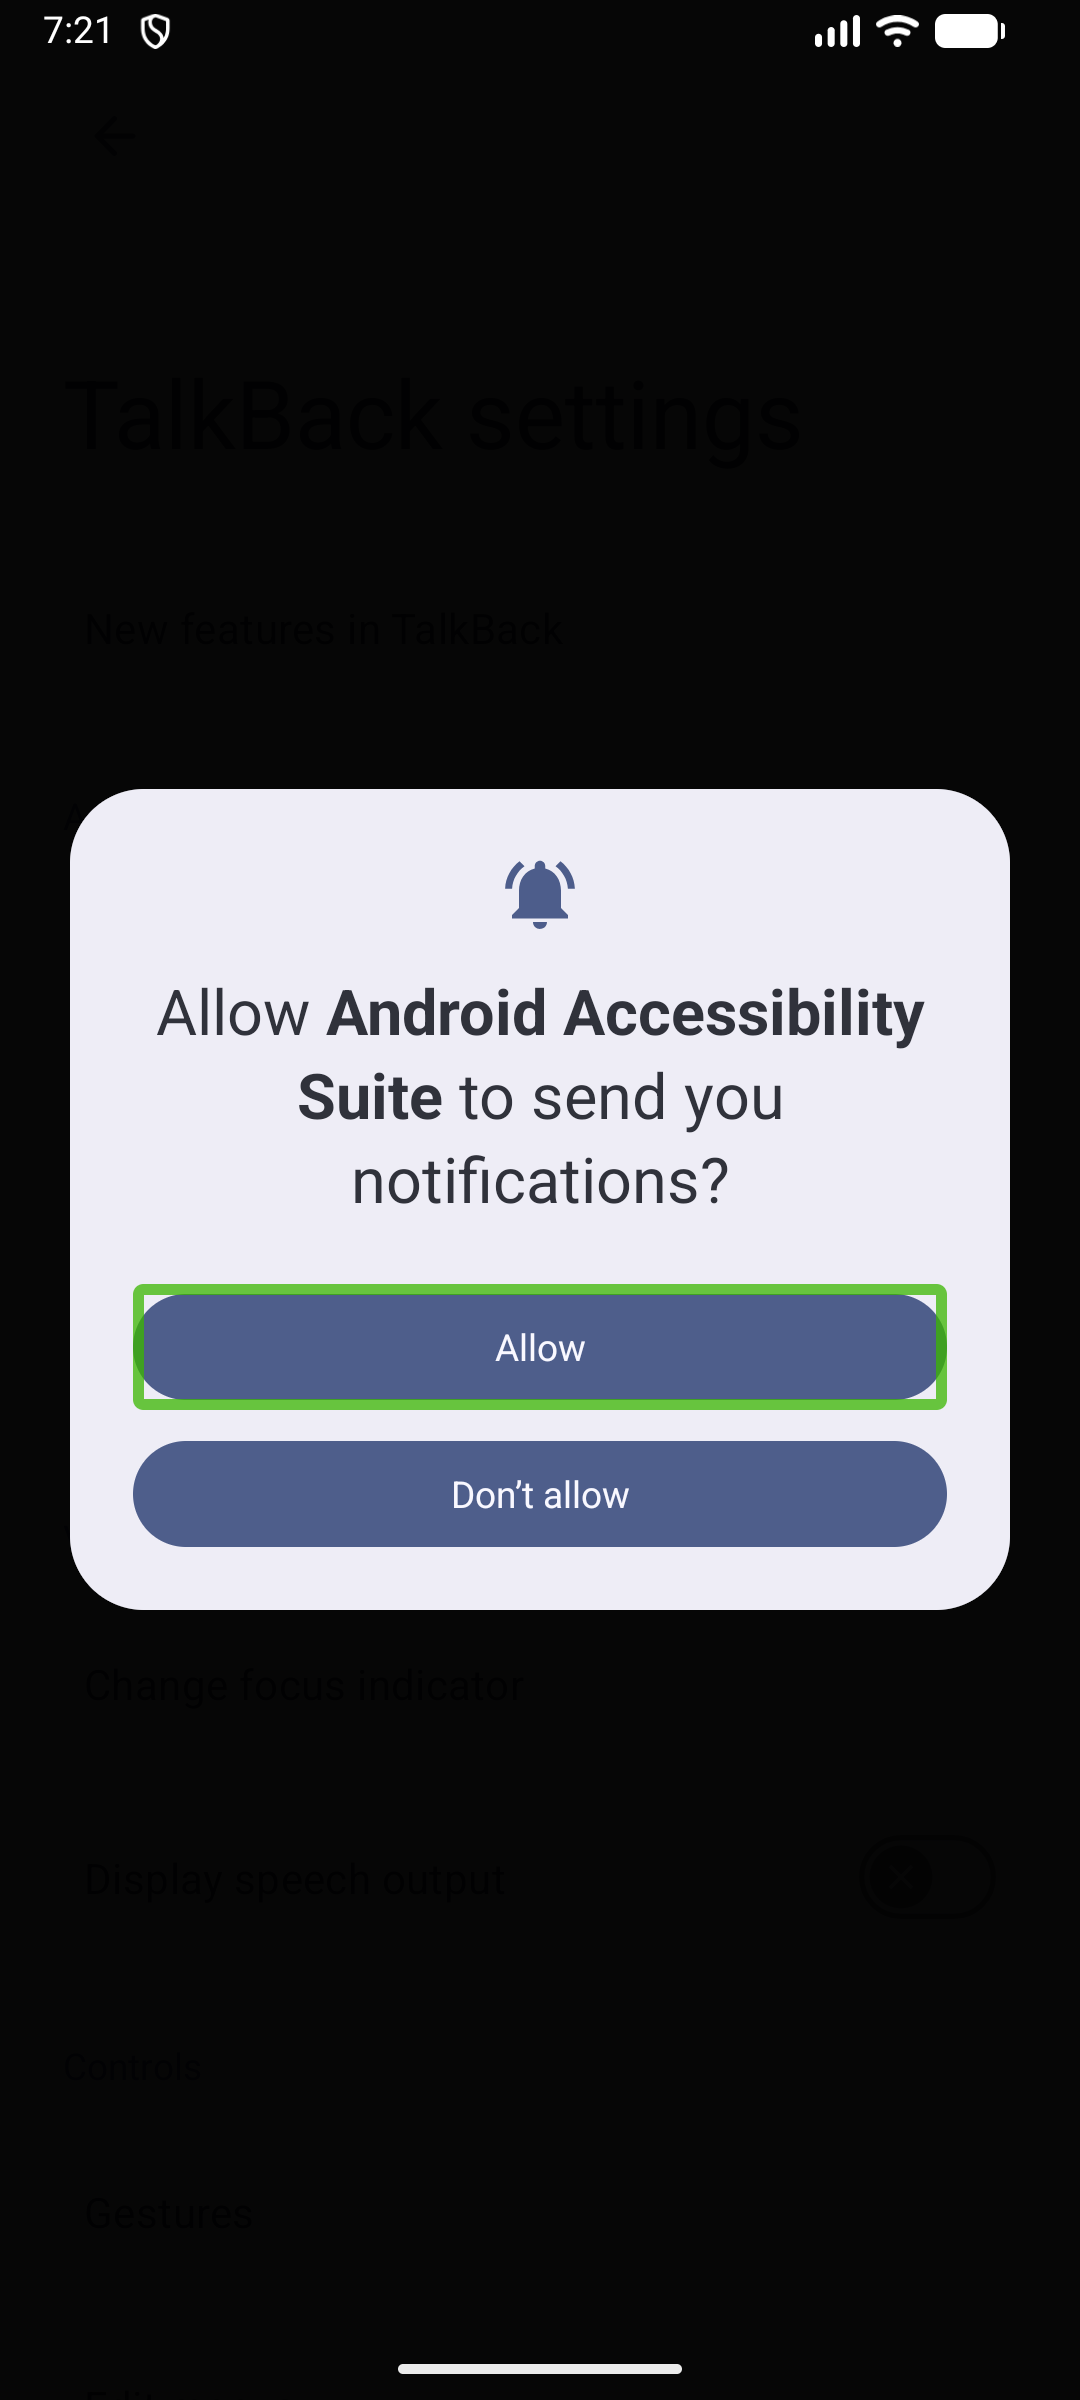 7:21
TalkBack settings
New features in TalkBack
Allow Android Accessibility
Suite to send you
notifications?
Allow
Don’t allow
Change focus indicator
Display speech output
Controls
Gestures